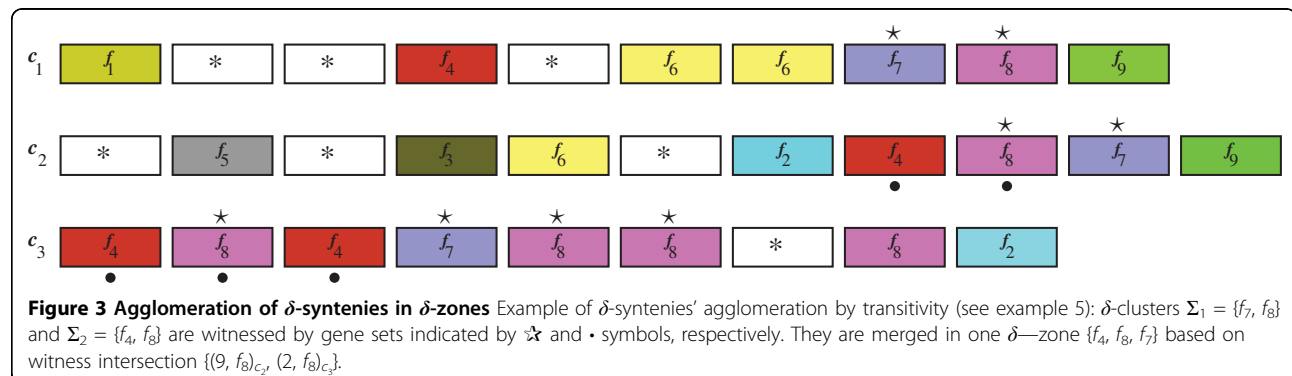 ☆ ☆
c₁ f₁ * * f₄ * f₆ f₆ f₇ f₈ f₉
☆ ☆
c₂ * f₅ * f₃ f₆ * f₂ f₄ f₈ f₇ f₉
• •
☆ ☆ ☆ ☆
c₃ f₄ f₈ f₄ f₇ f₈ f₈ * f₈ f₂
• • •
Figure 3 Agglomeration of δ-syntenies in δ-zones Example of δ-syntenies’ agglomeration by transitivity (see example 5): δ-clusters Σ₁ = {f₇, f₈}
and Σ₂ = {f₄, f₈} are witnessed by gene sets indicated by ☆ and • symbols, respectively. They are merged in one δ—zone {f₄, f₈, f₇} based on
witness intersection {(9, f₈)_c₂, (2, f₈)_c₃}.